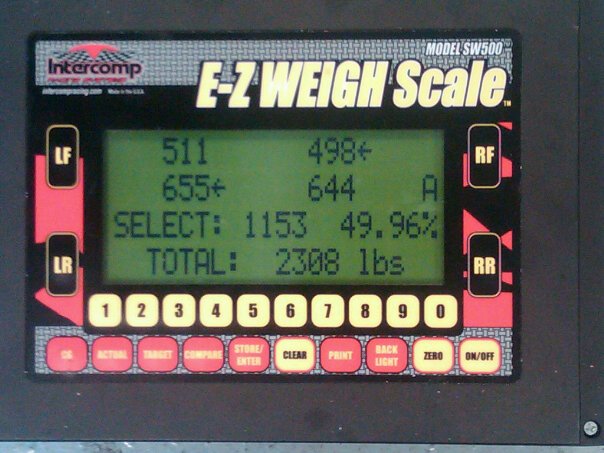 MODEL SW500
Intercomp
E-Z WEIGH Scale™
intercompracing.com Made in the U.S.A.
LF
511 498←
RF
655← 644 A
SELECT: 1153 49.96%
LR
TOTAL: 2308 lbs
RR
1 2 3 4 5 6 7 8 9 0
CG ACTUAL TARGET COMPARE STORE/ENTER CLEAR PRINT BACK LIGHT ZERO ON/OFF